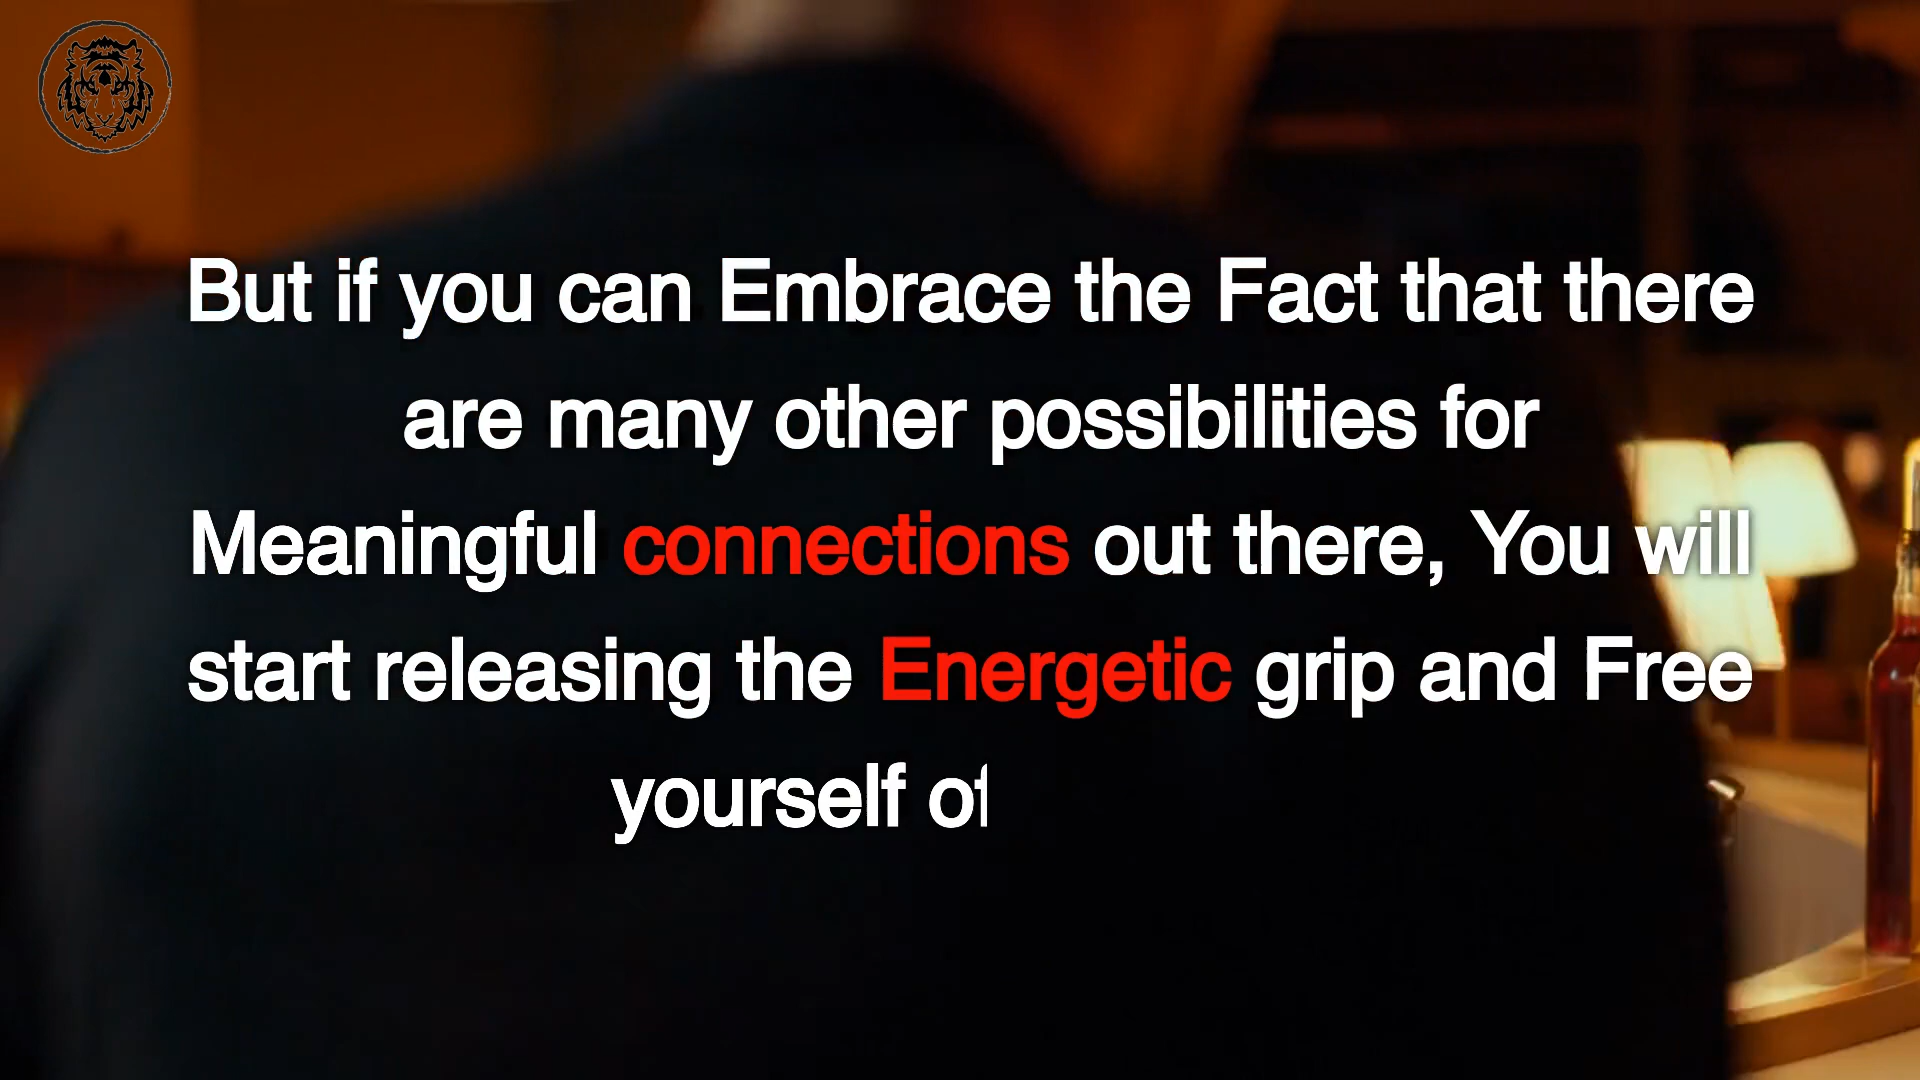 But if you can Embrace the Fact that there
are many other possibilities for
Meaningful connections out there, You will
start releasing the Energetic grip and Free
yourself of